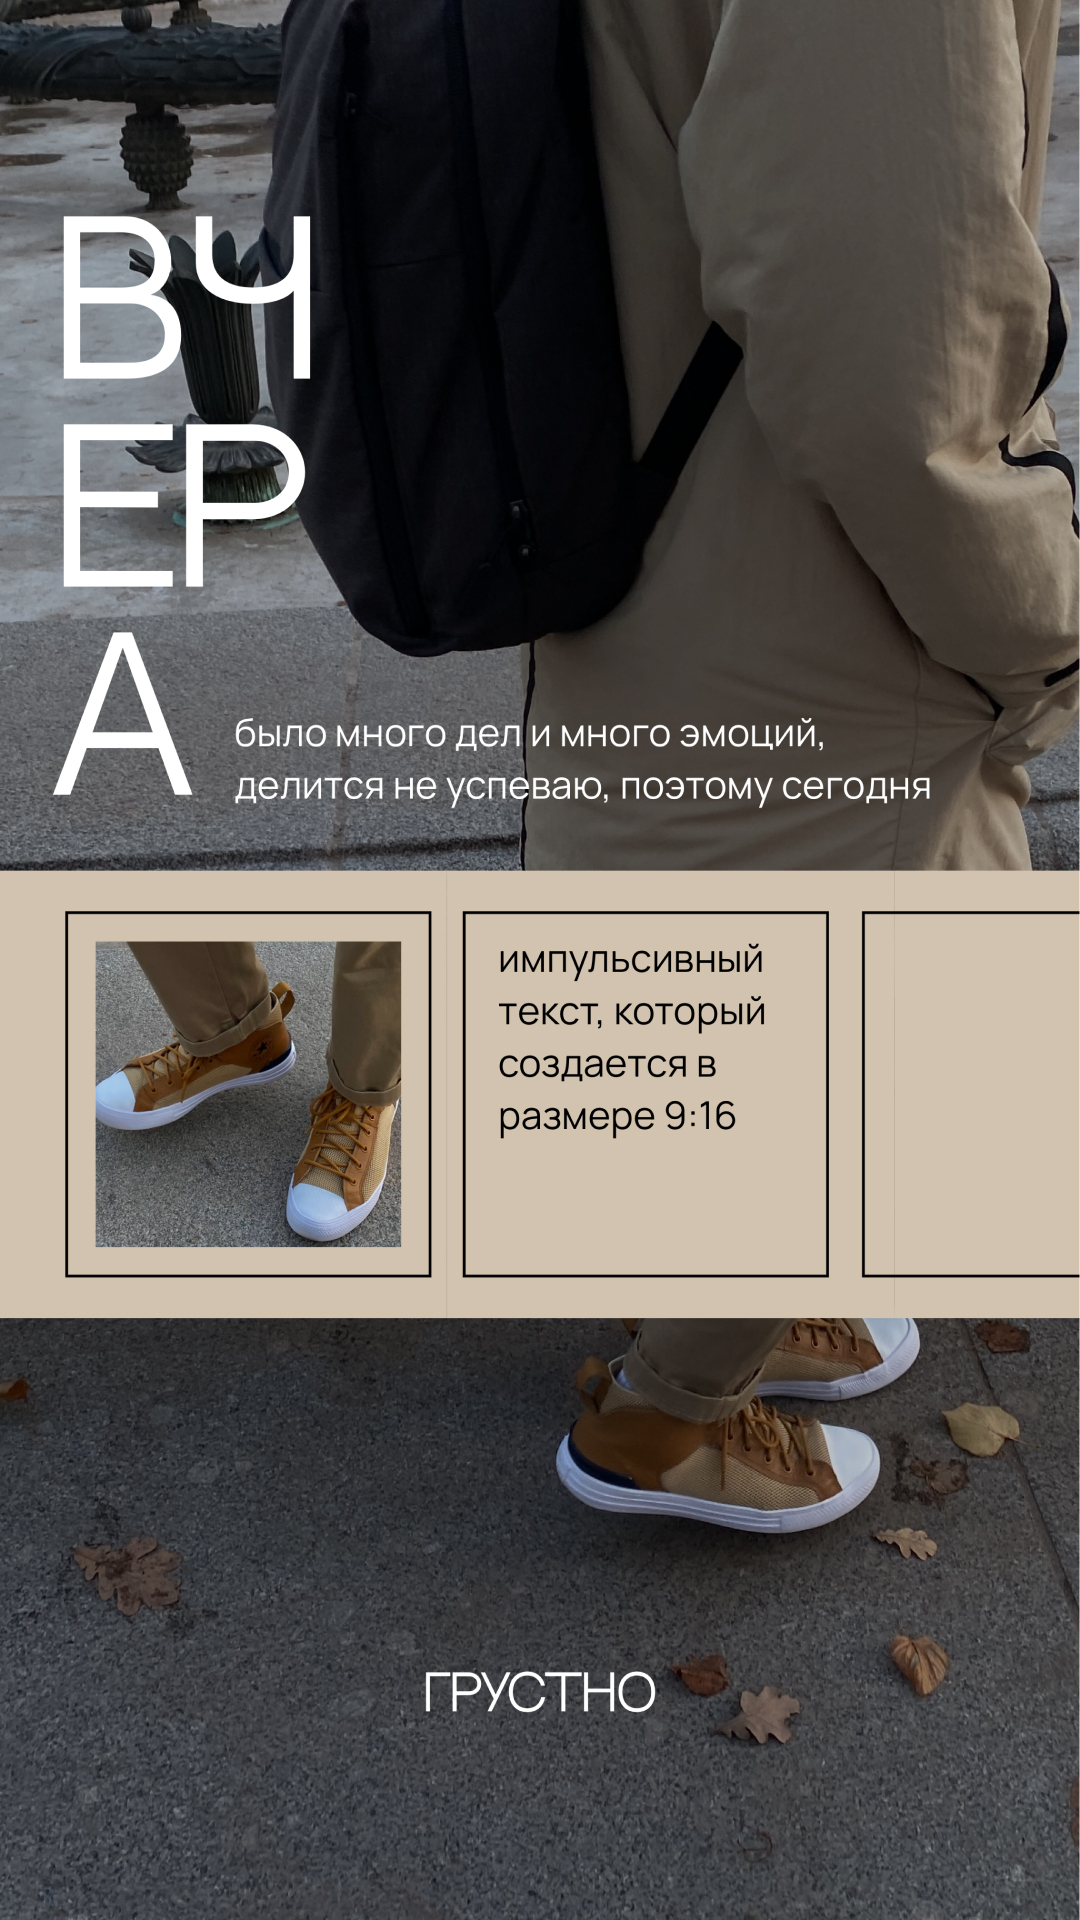 ВЧ
ЕР
А
было много дел и много эмоций,
делится не успеваю, поэтому сегодня
импульсивный
текст, который
создается в
размере 9:16
ГРУСТНО